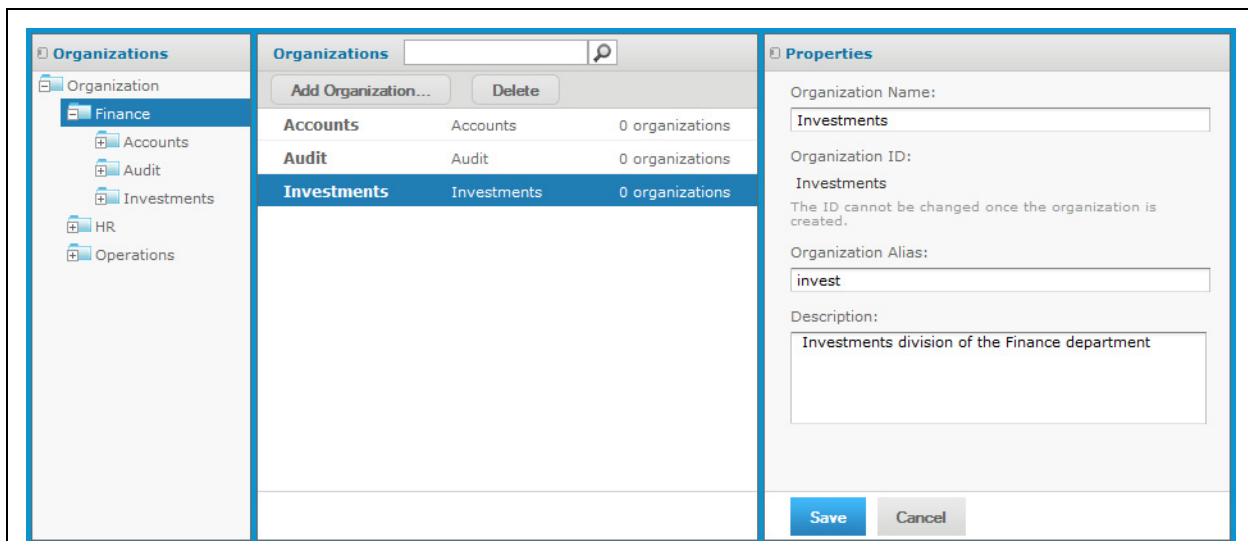 Organizations
Organization
Finance
Accounts
Audit
Investments
HR
Operations
Organizations
Add Organization... Delete
Accounts Accounts 0 organizations
Audit Audit 0 organizations
Investments Investments 0 organizations
Properties
Organization Name:
Investments
Organization ID:
Investments
The ID cannot be changed once the organization is
created.
Organization Alias:
invest
Description:
Investments division of the Finance department
Save Cancel